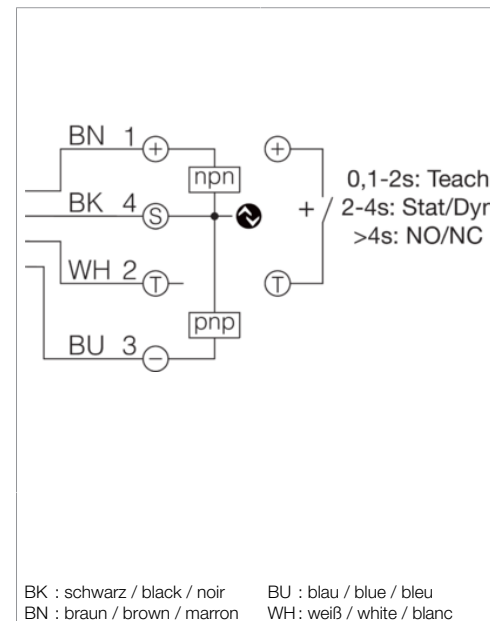 BN 1 +
npn
BK 4 S
WH 2 T
pnp
BU 3 −
+
+
T
0,1-2s: Teach
2-4s: Stat/Dyn
>4s: NO/NC
BK : schwarz / black / noir
BU : blau / blue / bleu
BN : braun / brown / marron
WH : weiß / white / blanc